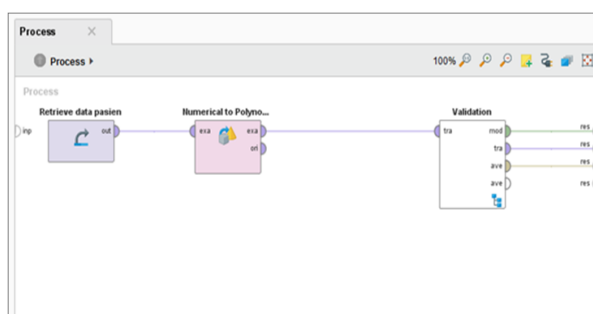 Process
Process
100%
Process
Retrieve data pasien
Numerical to Polyno...
Validation
inp
out
exa
exa
ori
tra
mod
tra
ave
ave
res
res
res
res